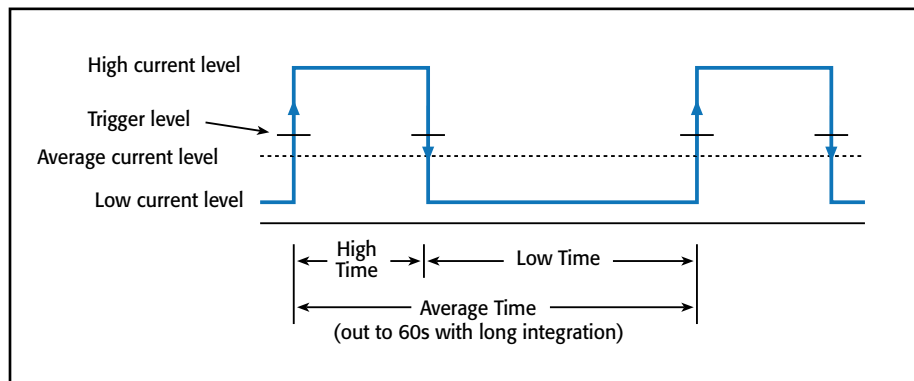 High current level
Trigger level
Average current level
Low current level
High
Time
Low Time
Average Time
(out to 60s with long integration)